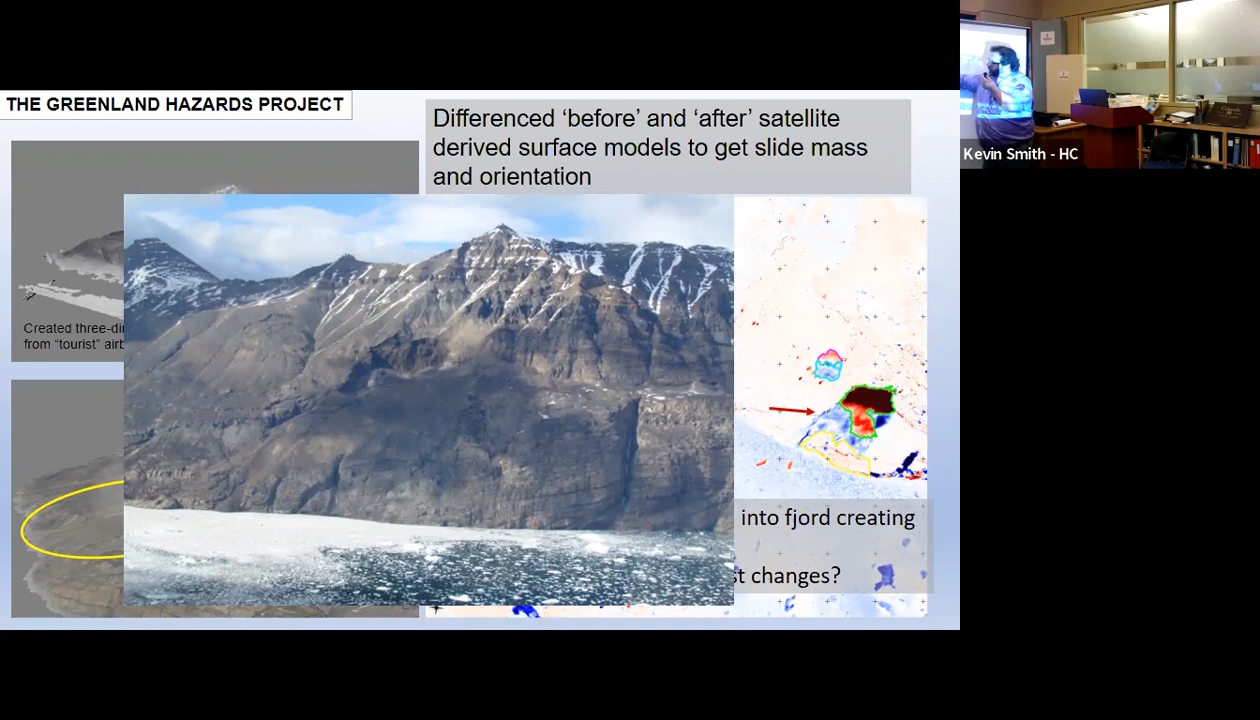 THE GREENLAND HAZARDS PROJECT
Differenced ‘before’ and ‘after’ satellite
derived surface models to get slide mass
and orientation
Created three-di
from “tourist” airb
into fjord creating
st changes?
Kevin Smith - HC